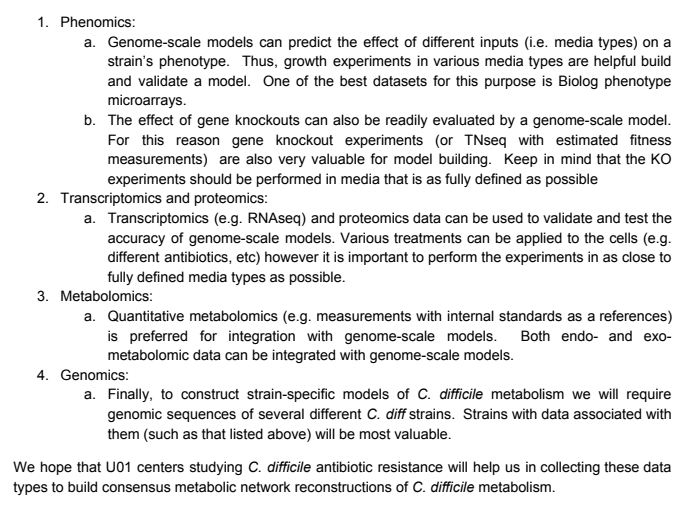 1. Phenomics:
a. Genome-scale models can predict the effect of different inputs (i.e. media types) on a
strain's phenotype. Thus, growth experiments in various media types are helpful build
and validate a model. One of the best datasets for this purpose is Biolog phenotype
microarrays.
b. The effect of gene knockouts can also be readily evaluated by a genome-scale model.
For this reason gene knockout experiments (or TNseq with estimated fitness
measurements) are also very valuable for model building. Keep in mind that the KO
experiments should be performed in media that is as fully defined as possible
2. Transcriptomics and proteomics:
a. Transcriptomics (e.g. RNAseq) and proteomics data can be used to validate and test the
accuracy of genome-scale models. Various treatments can be applied to the cells (e.g.
different antibiotics, etc) however it is important to perform the experiments in as close to
fully defined media types as possible.
3. Metabolomics:
a. Quantitative metabolomics (e.g. measurements with internal standards as a references)
is preferred for integration with genome-scale models. Both endo- and exo-
metabolomic data can be integrated with genome-scale models.
4. Genomics:
a. Finally, to construct strain-specific models of C. difficile metabolism we will require
genomic sequences of several different C. diff strains. Strains with data associated with
them (such as that listed above) will be most valuable.
We hope that U01 centers studying C. difficile antibiotic resistance will help us in collecting these data
types to build consensus metabolic network reconstructions of C. difficile metabolism.